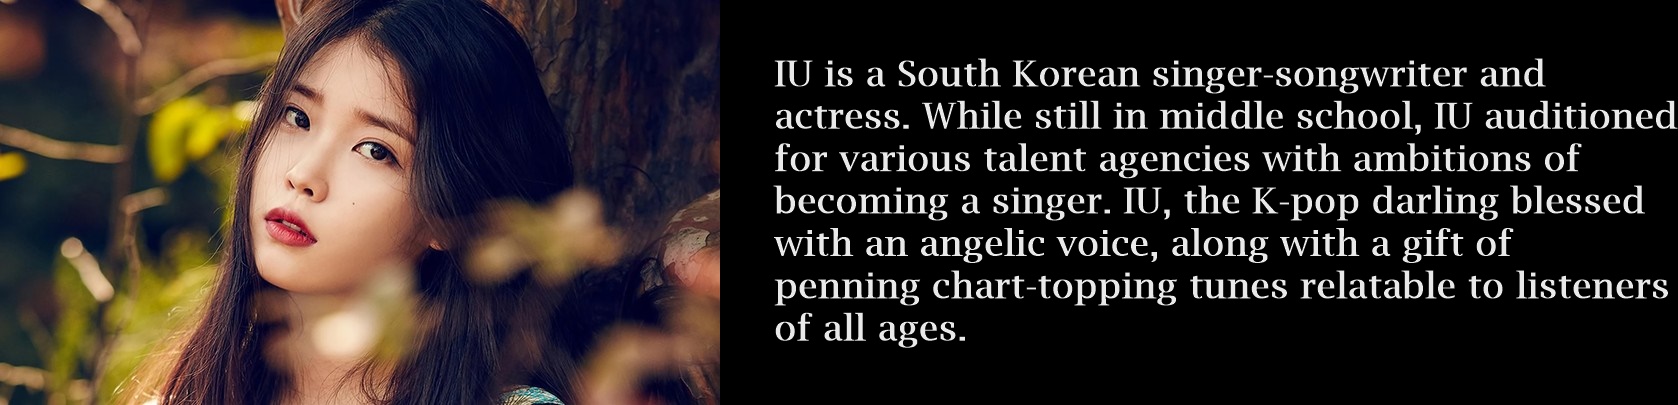 IU is a South Korean singer-songwriter and
actress. While still in middle school, IU auditioned
for various talent agencies with ambitions of
becoming a singer. IU, the K-pop darling blessed
with an angelic voice, along with a gift of
penning chart-topping tunes relatable to listeners
of all ages.